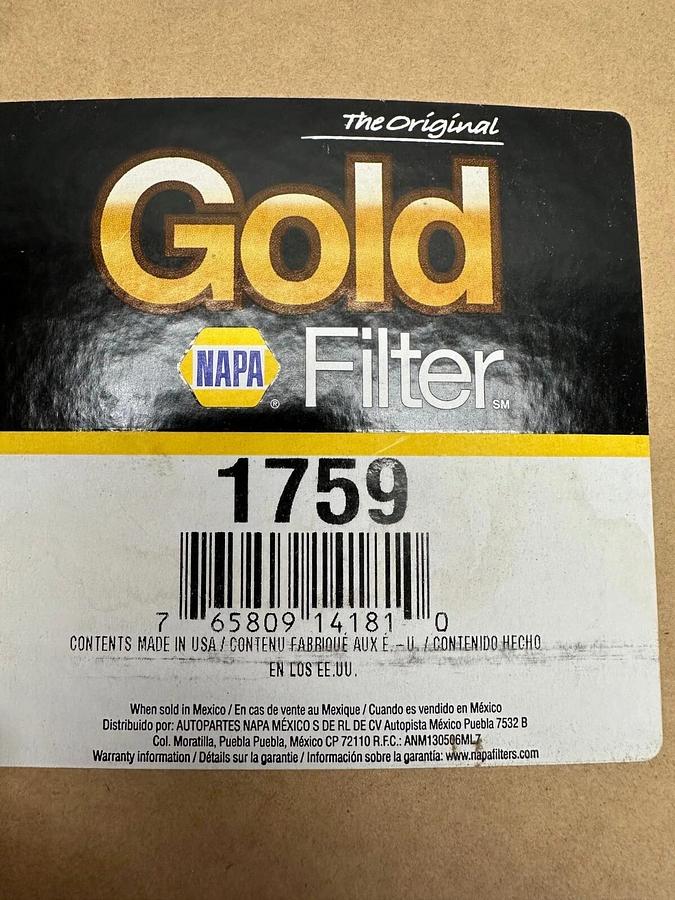 The Original
Gold
NAPA® Filter℠
1759
7 65809 14181 0
CONTENTS MADE IN USA / CONTENU FABRIQUÉ AUX É.-U. / CONTENIDO HECHO
EN LOS EE.UU.
When sold in Mexico / En cas de vente au Mexique / Cuando es vendido en México
Distribuido por: AUTOPARTES NAPA MÉXICO S DE RL DE CV Autopista México Puebla 7532 B
Col. Moratilla, Puebla Puebla, México CP 72110 R.F.C.: ANM130506ML7
Warranty information / Détails sur la garantie / Información sobre la garantía: www.napafilters.com